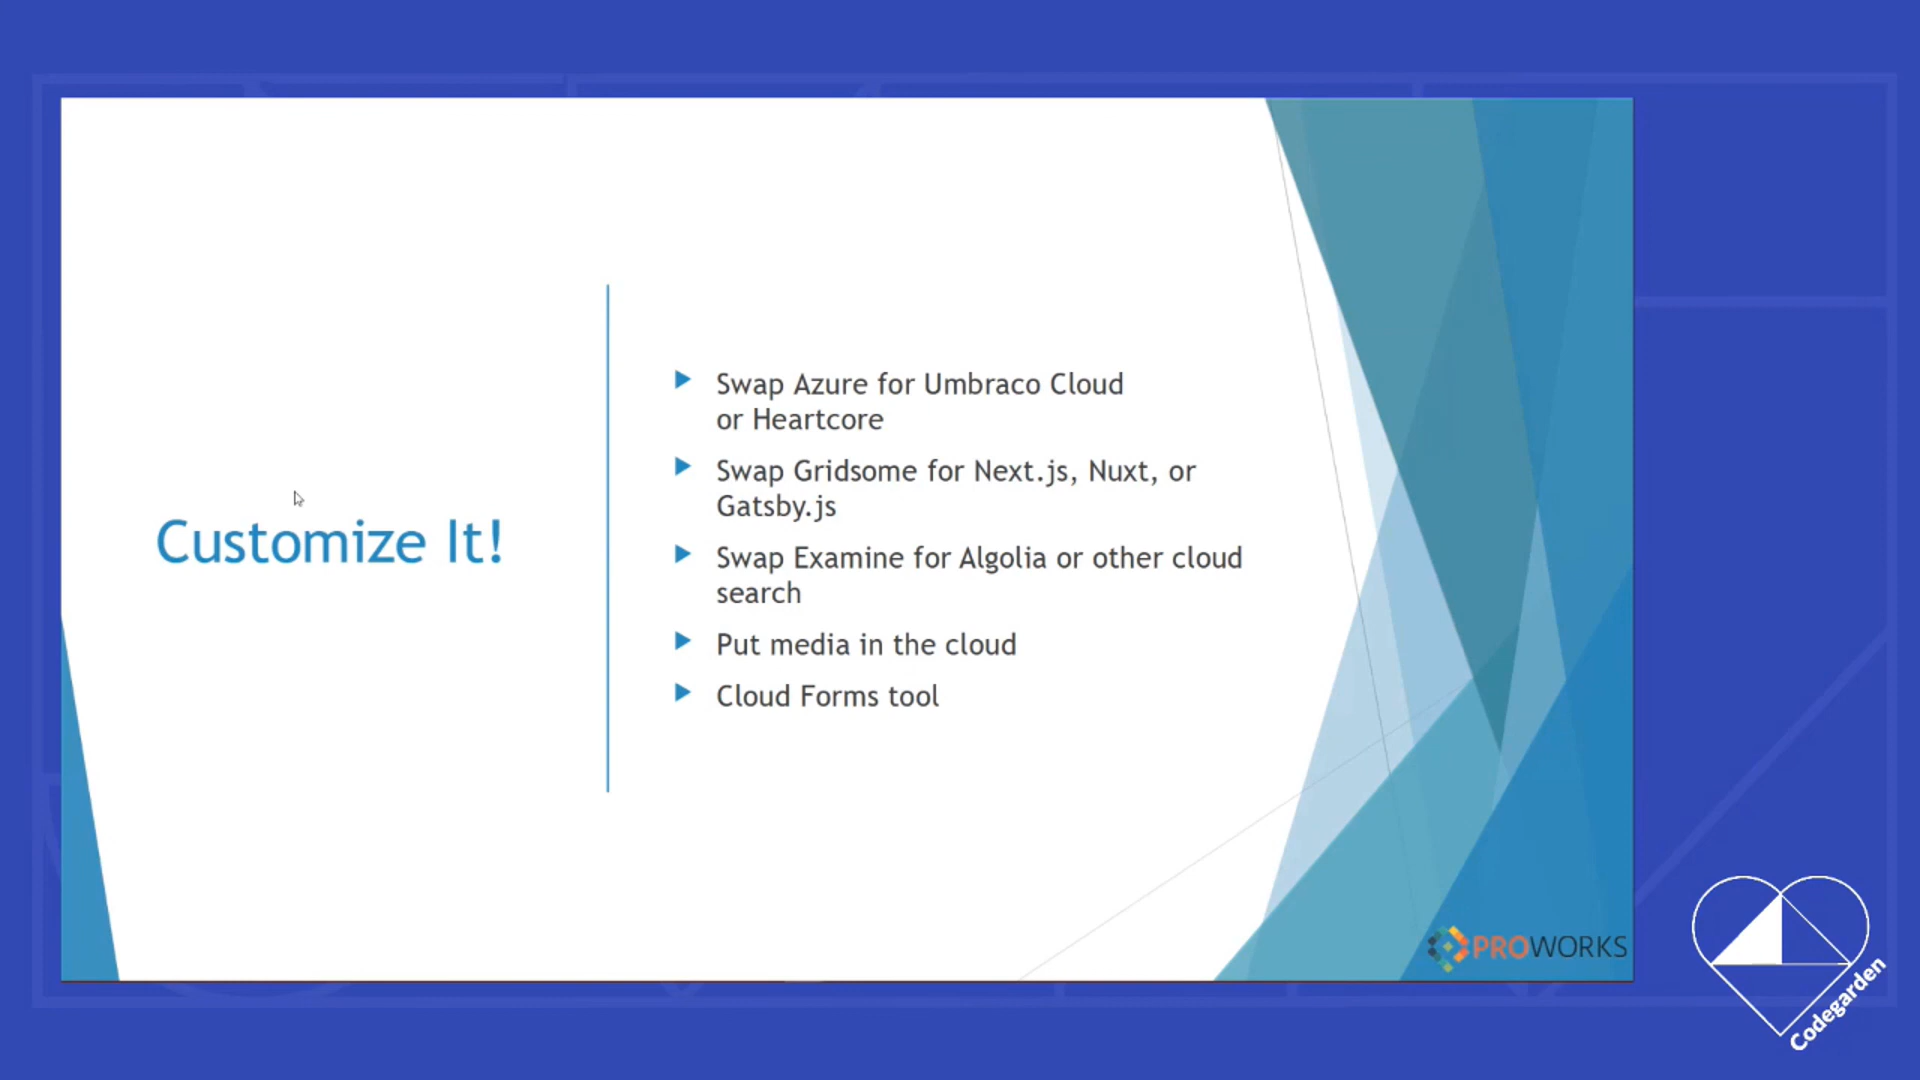 Customize It!
Swap Azure for Umbraco Cloud
or Heartcore
Swap Gridsome for Next.js, Nuxt, or
Gatsby.js
Swap Examine for Algolia or other cloud
search
Put media in the cloud
Cloud Forms tool
PROWORKS
Codegarden